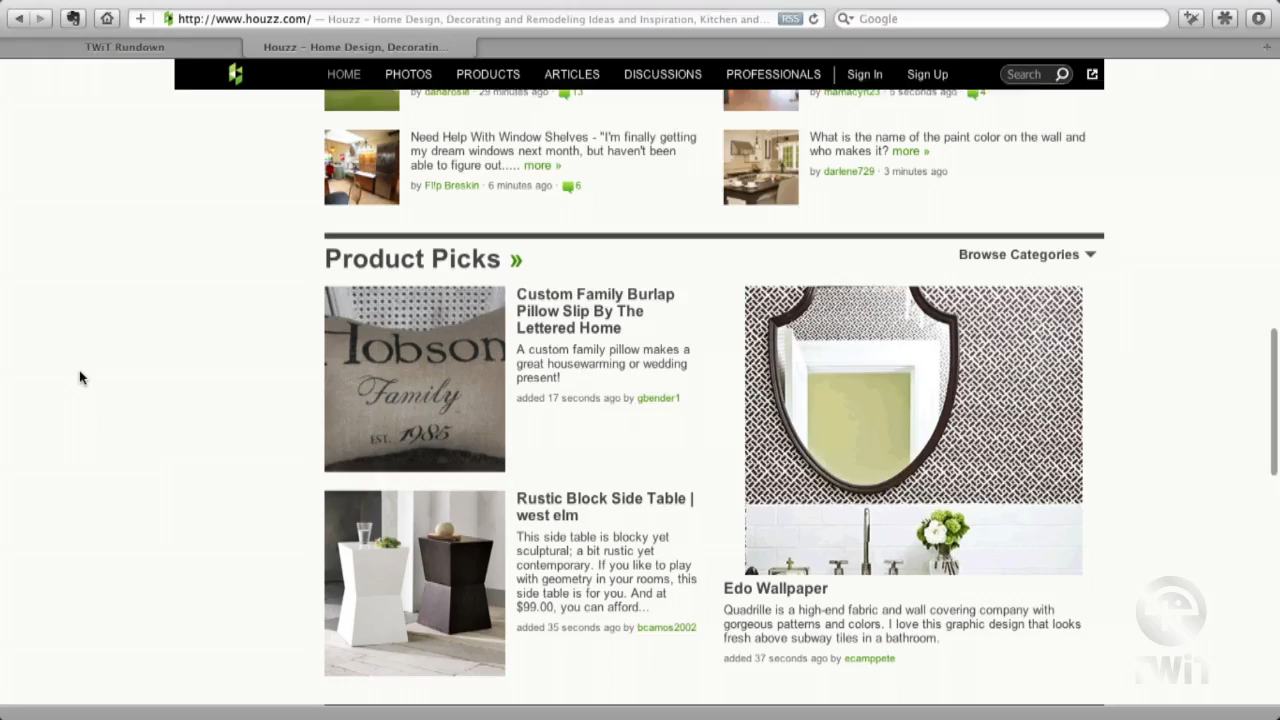 http://www.houzz.com/ — Houzz – Home Design, Decorating and Remodeling Ideas and Inspiration, Kitchen and...
RSS
Google
TWiT Rundown
Houzz – Home Design, Decoratin...
HOME PHOTOS PRODUCTS ARTICLES DISCUSSIONS PROFESSIONALS Sign In Sign Up
Search
by danarosie · 29 minutes ago · 13
by mamacyn23 · 5 seconds ago · 4
Need Help With Window Shelves - "I'm finally getting
my dream windows next month, but haven't been
able to figure out..... more »
by Flfp Breskin · 6 minutes ago · 6
What is the name of the paint color on the wall and
who makes it? more »
by darlene729 · 3 minutes ago
Product Picks »
Browse Categories
Hobson
Family
EST. 1985
Custom Family Burlap
Pillow Slip By The
Lettered Home
A custom family pillow makes a
great housewarming or wedding
present!
added 17 seconds ago by gbender1
Rustic Block Side Table |
west elm
This side table is blocky yet
sculptural; a bit rustic yet
contemporary. If you like to play
with geometry in your rooms, this
side table is for you. And at
$99.00, you can afford...
added 35 seconds ago by bcamos2002
Edo Wallpaper
Quadrille is a high-end fabric and wall covering company with
gorgeous patterns and colors. I love this graphic design that looks
fresh above subway tiles in a bathroom.
added 37 seconds ago by ecamppete
TWiT